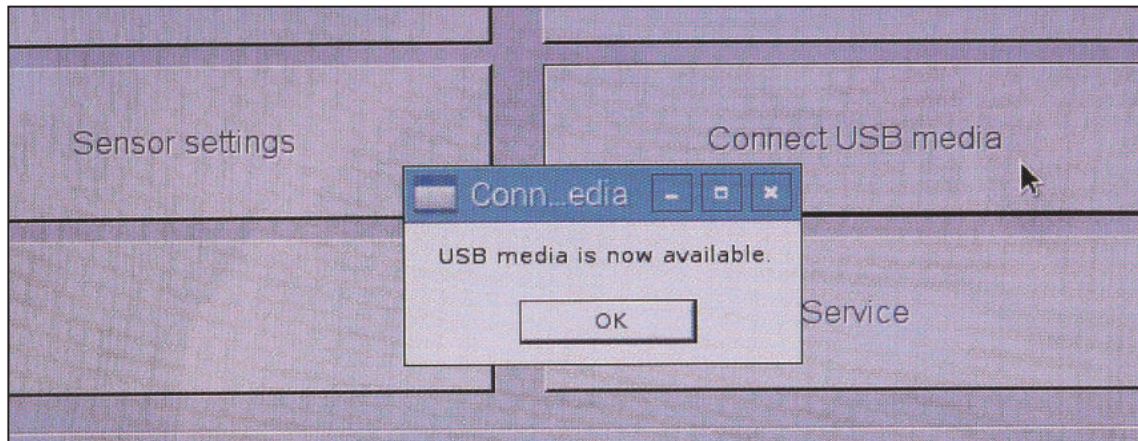 Sensor settings
Connect USB media
Conn...edia
USB media is now available.
OK
Service